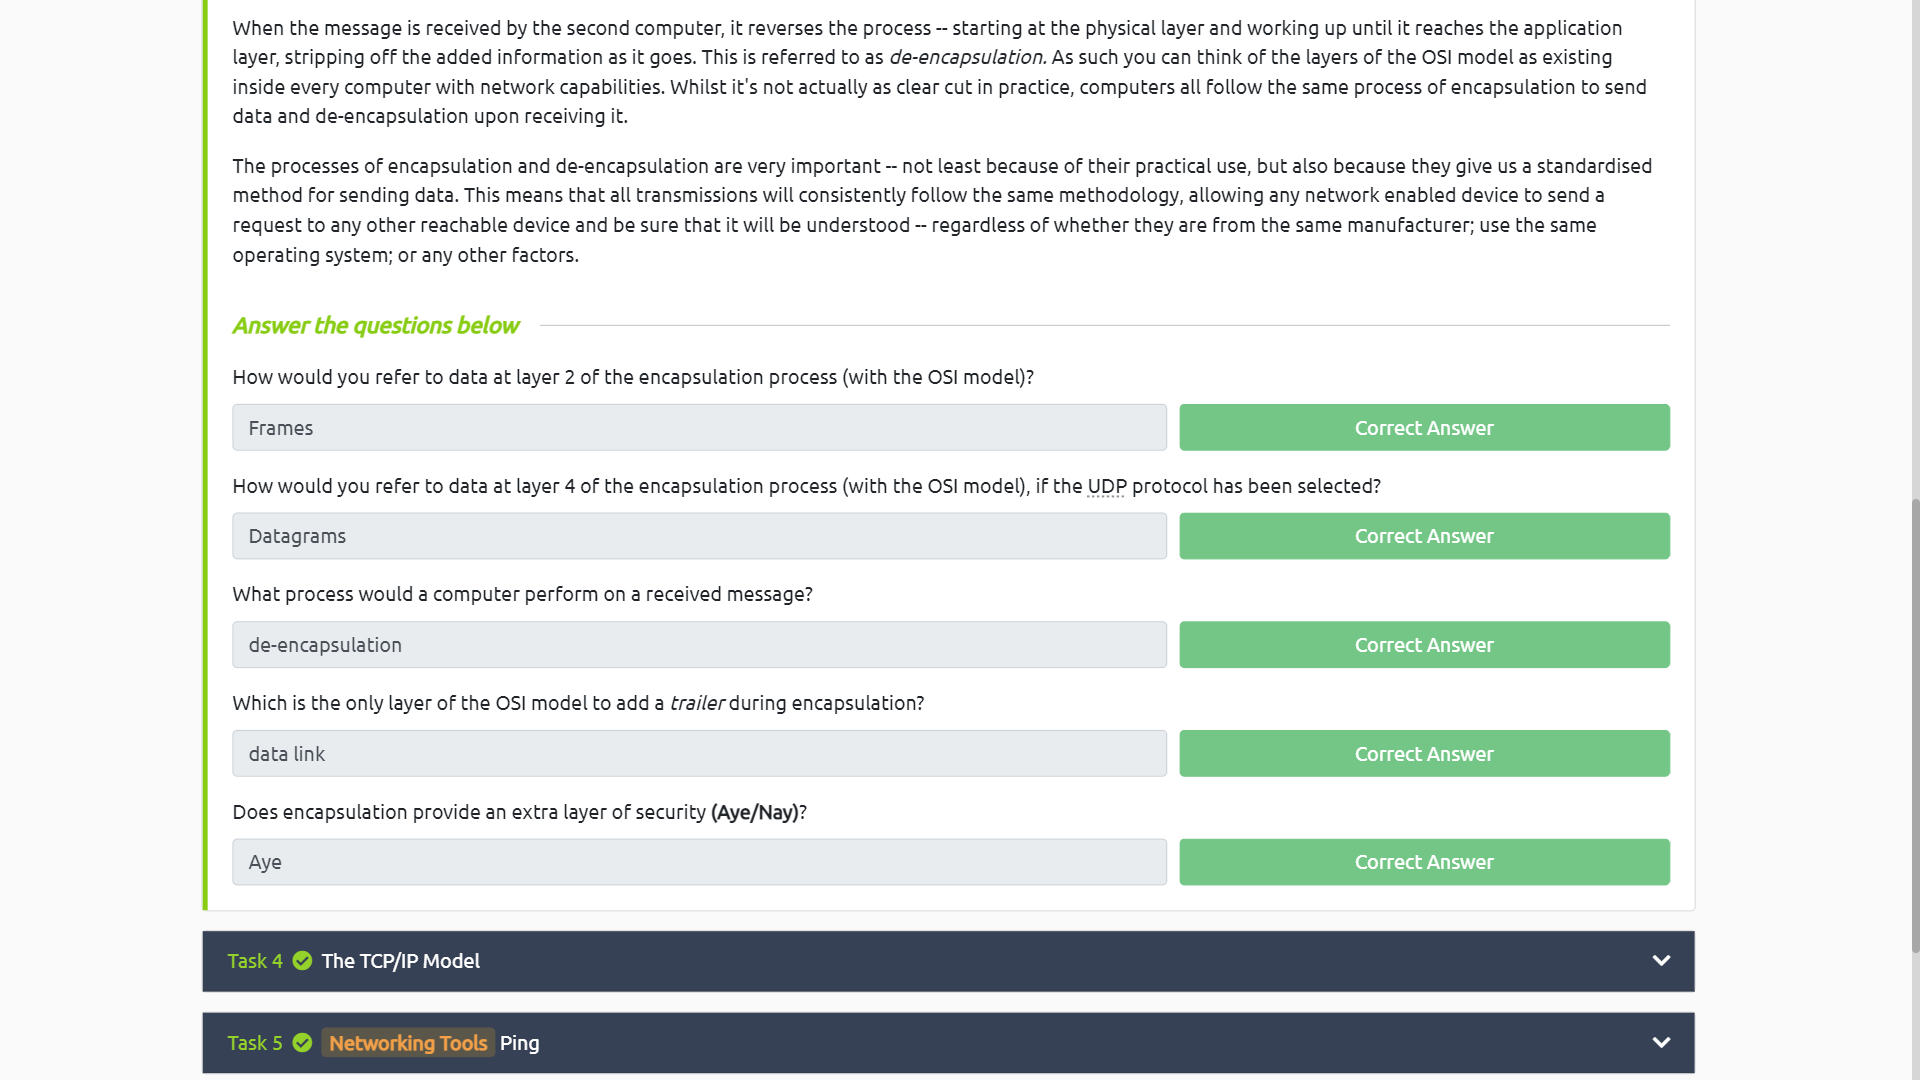 When the message is received by the second computer, it reverses the process -- starting at the physical layer and working up until it reaches the application
layer, stripping off the added information as it goes. This is referred to as de-encapsulation. As such you can think of the layers of the OSI model as existing
inside every computer with network capabilities. Whilst it's not actually as clear cut in practice, computers all follow the same process of encapsulation to send
data and de-encapsulation upon receiving it.
The processes of encapsulation and de-encapsulation are very important -- not least because of their practical use, but also because they give us a standardised
method for sending data. This means that all transmissions will consistently follow the same methodology, allowing any network enabled device to send a
request to any other reachable device and be sure that it will be understood -- regardless of whether they are from the same manufacturer; use the same
operating system; or any other factors.
Answer the questions below
How would you refer to data at layer 2 of the encapsulation process (with the OSI model)?
Frames
Correct Answer
How would you refer to data at layer 4 of the encapsulation process (with the OSI model), if the UDP protocol has been selected?
Datagrams
Correct Answer
What process would a computer perform on a received message?
de-encapsulation
Correct Answer
Which is the only layer of the OSI model to add a trailer during encapsulation?
data link
Correct Answer
Does encapsulation provide an extra layer of security (Aye/Nay)?
Aye
Correct Answer
Task 4 The TCP/IP Model
Task 5 Networking Tools Ping